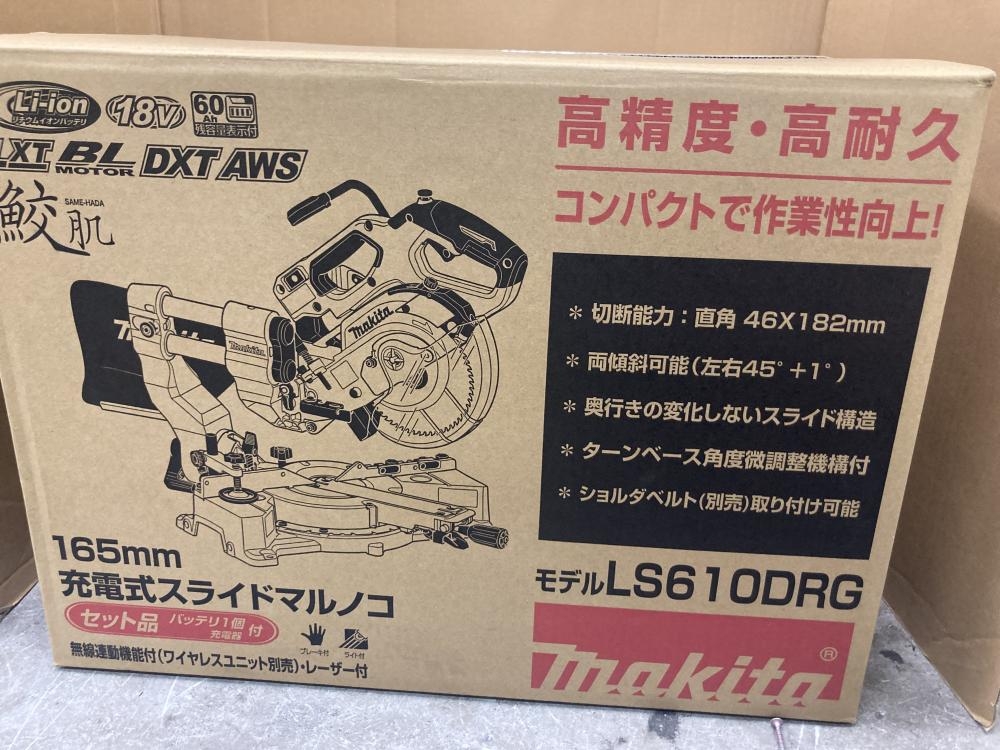 Li-ion
リチウムイオンバッテリ
18V
6.0
Ah
残容量表示付
LXT BL MOTOR DXT AWS
鮫肌
SAME-HADA
makita
makita
165mm
充電式スライドマルノコ
セット品 バッテリ1個 充電器 付
ブレーキ付 ライト付
無線連動機能付(ワイヤレスユニット別売)・レーザー付
高精度・高耐久
コンパクトで作業性向上!
* 切断能力:直角 46X182mm
* 両傾斜可能(左右45°+1°)
* 奥行きの変化しないスライド構造
* ターンベース角度微調整機構付
* ショルダベルト(別売)取り付け可能
モデルLS610DRG
makita®